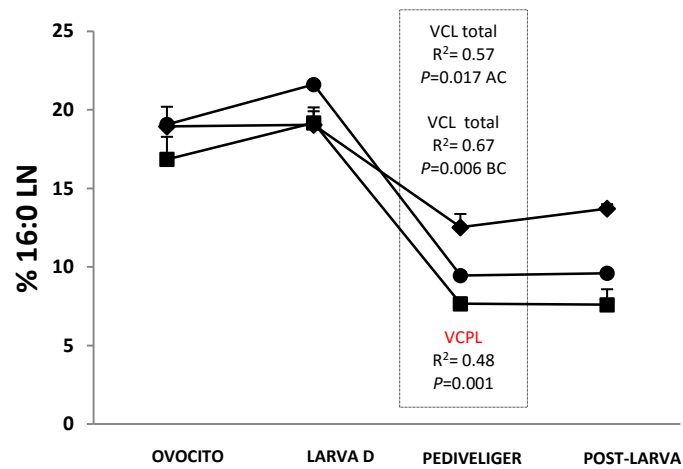 25
20
15
10
5
0
% 16:0 LN
VCL total
R²= 0.57
P=0.017 AC
VCL total
R²= 0.67
P=0.006 BC
VCPL
R²= 0.48
P=0.001
OVOCITO LARVA D PEDIVELIGER POST-LARVA